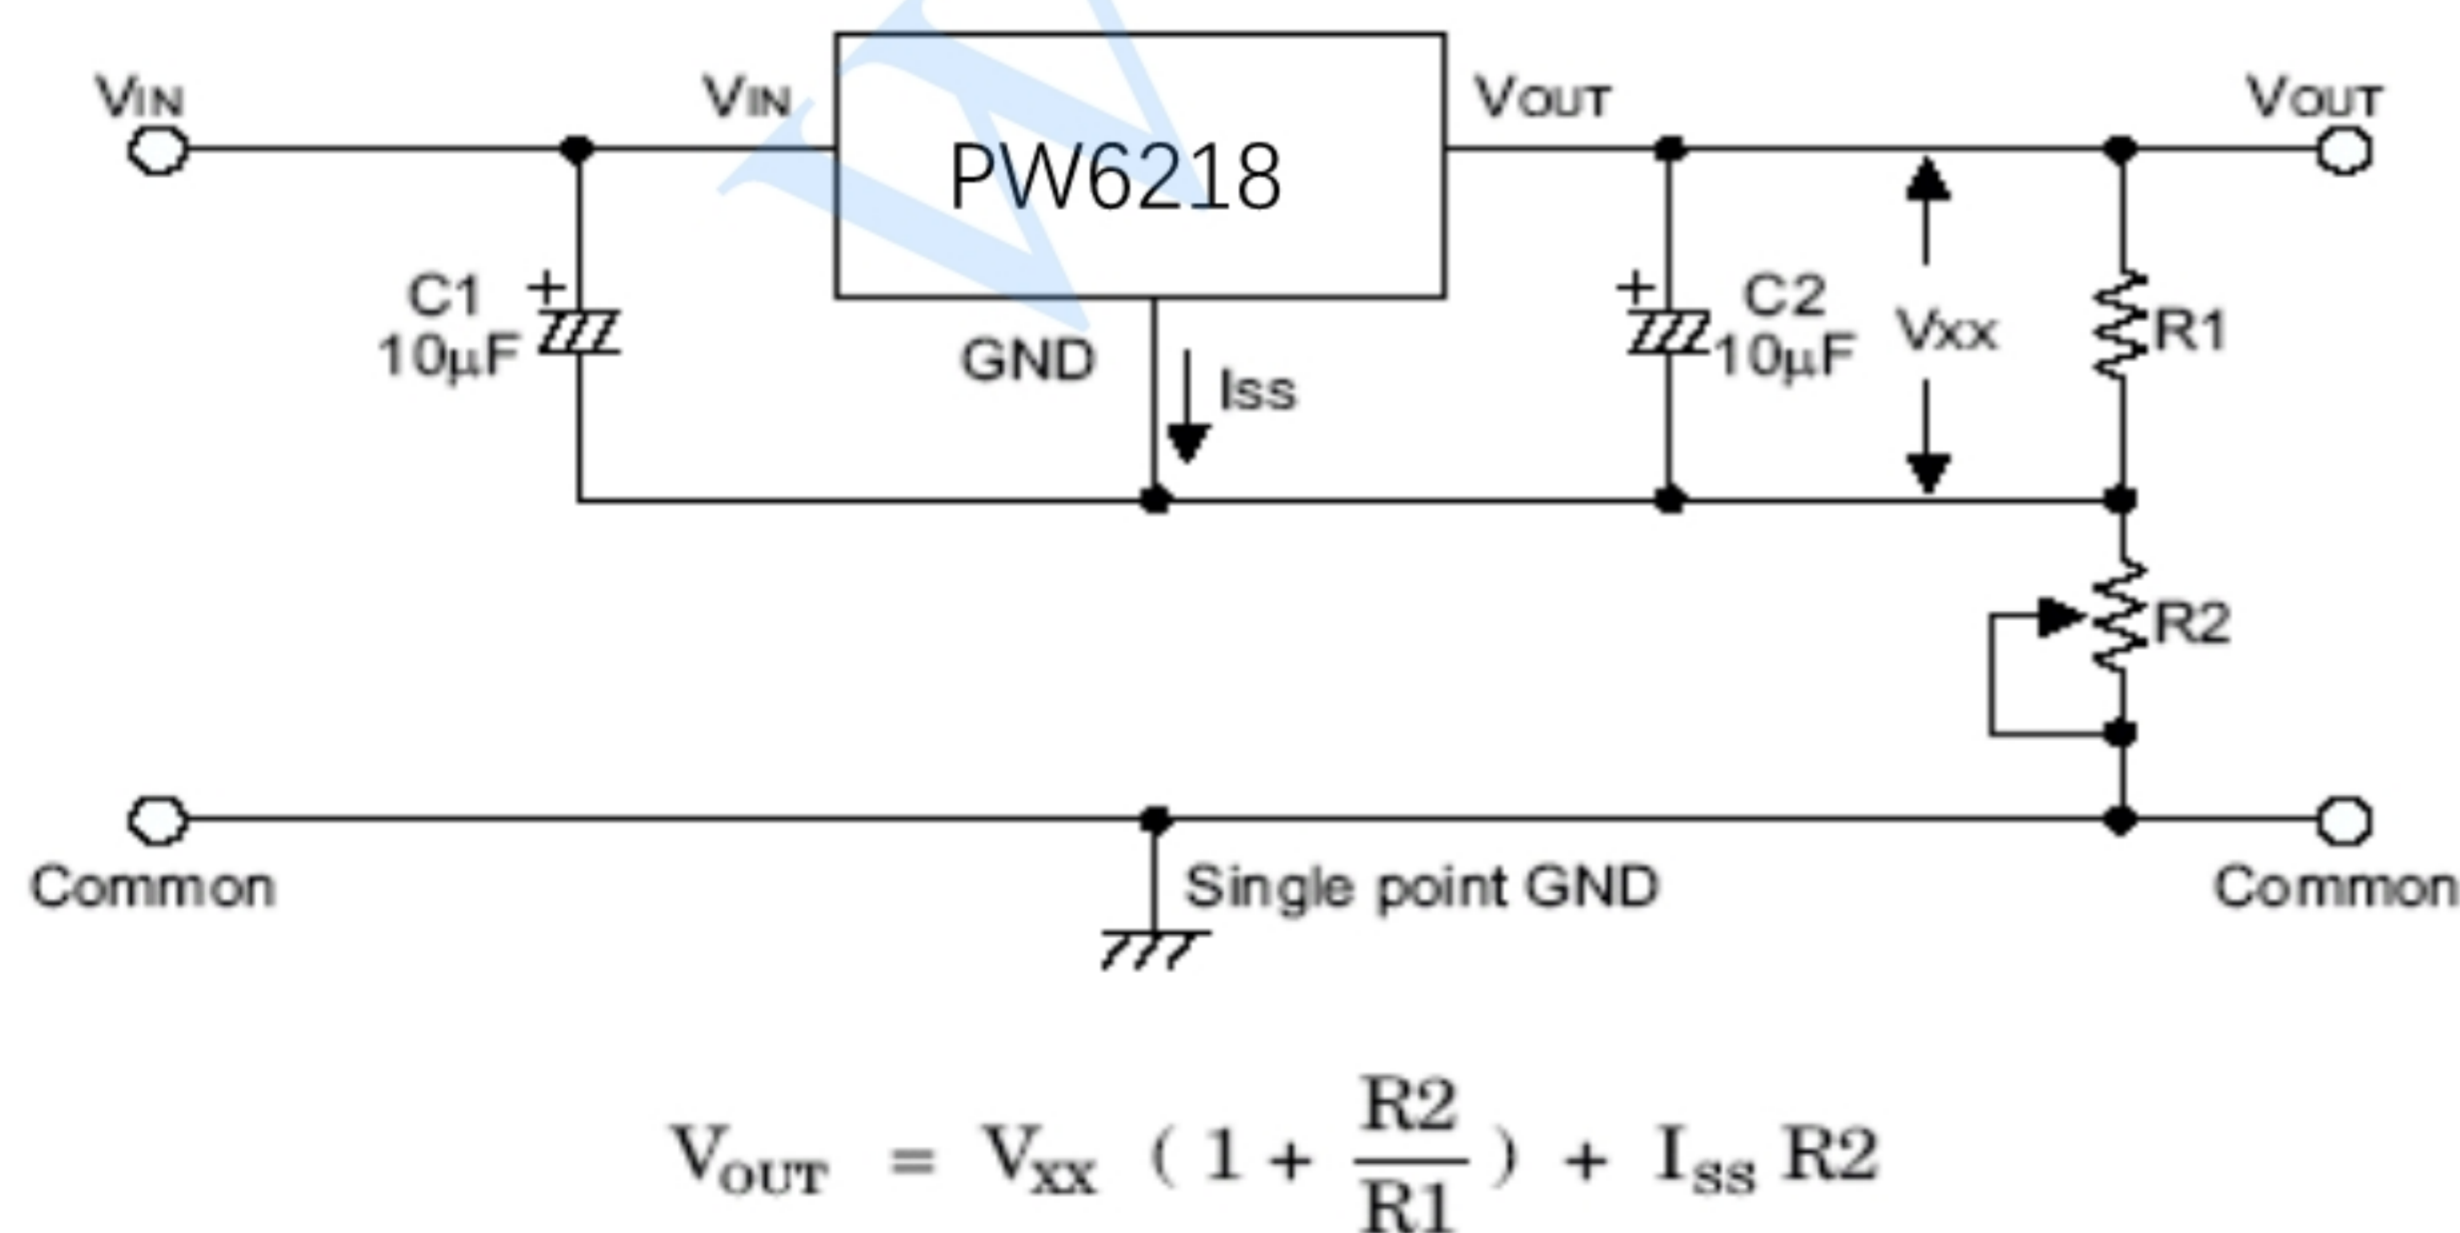 VIN
VIN
PW6218
VOUT
VOUT
C1
10μF
+
GND
Iss
+
C2
10μF
Vxx
R1
R2
Common
Single point GND
Common
VOUT = VXX ( 1 + R2/R1 ) + ISS R2